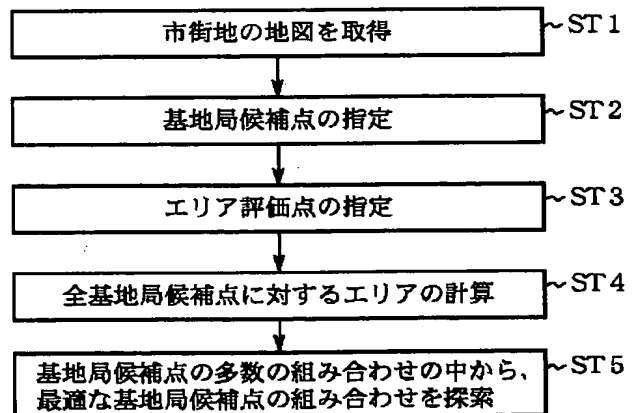 市街地の地図を取得
~ST1
基地局候補点の指定
~ST2
エリア評価点の指定
~ST3
全基地局候補点に対するエリアの計算
~ST4
基地局候補点の多数の組み合わせの中から、
最適な基地局候補点の組み合わせを探索
~ST5